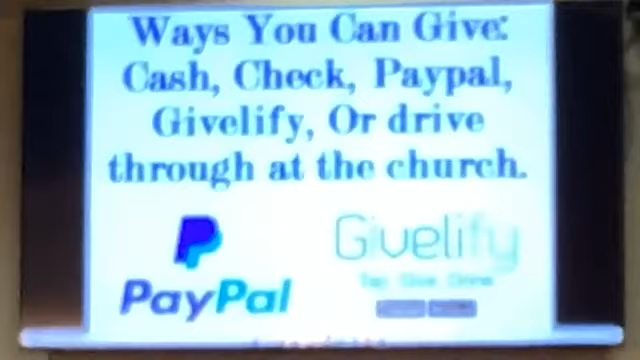 Ways You Can Give:
Cash, Check, Paypal,
Givelify, Or drive
through at the church.
PayPal
Givelify